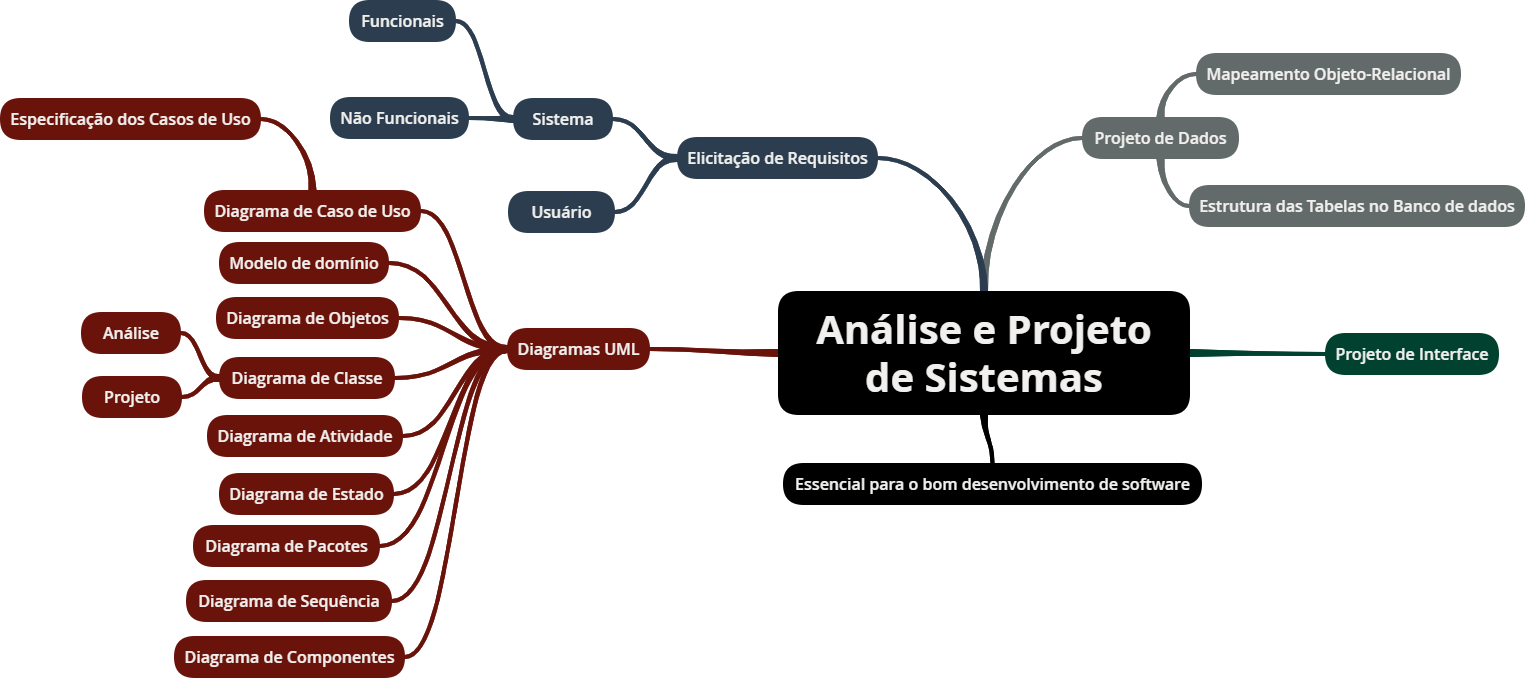 Funcionais
Mapeamento Objeto-Relacional
Especificação dos Casos de Uso
Não Funcionais
Sistema
Projeto de Dados
Elicitação de Requisitos
Estrutura das Tabelas no Banco de dados
Diagrama de Caso de Uso
Usuário
Modelo de domínio
Diagrama de Objetos
Análise
Diagramas UML
Análise e Projeto
de Sistemas
Projeto de Interface
Diagrama de Classe
Projeto
Diagrama de Atividade
Essencial para o bom desenvolvimento de software
Diagrama de Estado
Diagrama de Pacotes
Diagrama de Sequência
Diagrama de Componentes